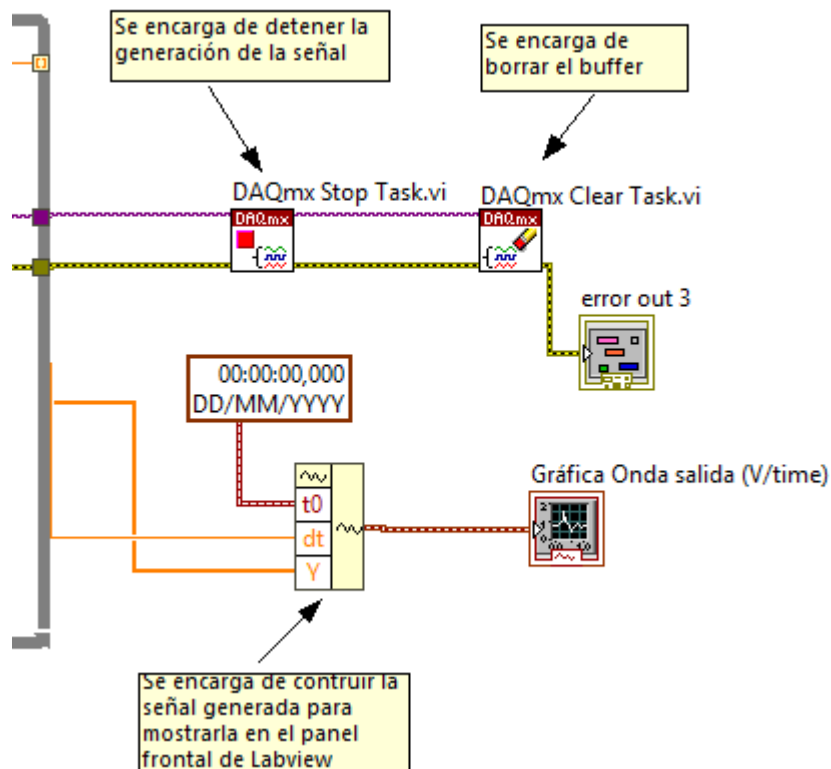 Se encarga de detener la
generación de la señal
Se encarga de
borrar el buffer
DAQmx Stop Task.vi
DAQmx Clear Task.vi
DAQmx
DAQmx
error out 3
00:00:00,000
DD/MM/YYYY
t0
dt
Y
Gráfica Onda salida (V/time)
Se encarga de contruir la
señal generada para
mostrarla en el panel
frontal de Labview